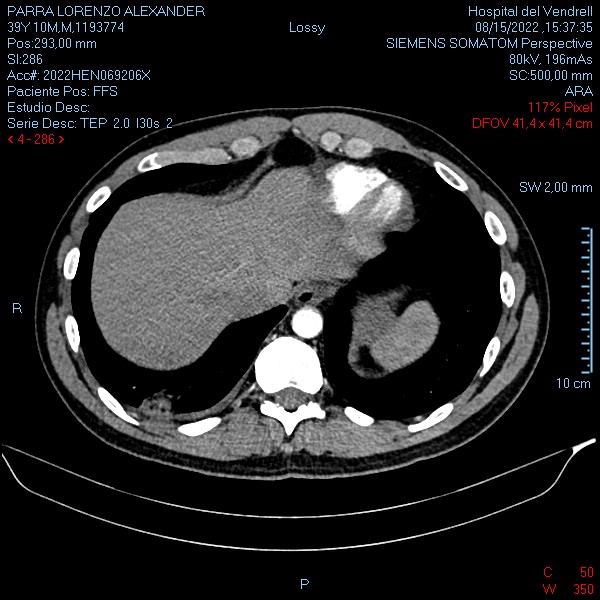 PARRA LORENZO ALEXANDER
39Y 10M,M,1193774
Pos:293,00 mm
SI:286
Acc#: 2022HEN069206X
Paciente Pos: FFS
Estudio Desc:
Serie Desc: TEP 2.0 I30s 2
< 4 - 286 >
Lossy
Hospital del Vendrell
08/15/2022 ,15:37:35
SIEMENS SOMATOM Perspective
80kV, 196mAs
SC:500,00 mm
ARA
117% Pixel
DFOV 41,4 x 41,4 cm
SW 2,00 mm
R
10 cm
P
C 50
W 350